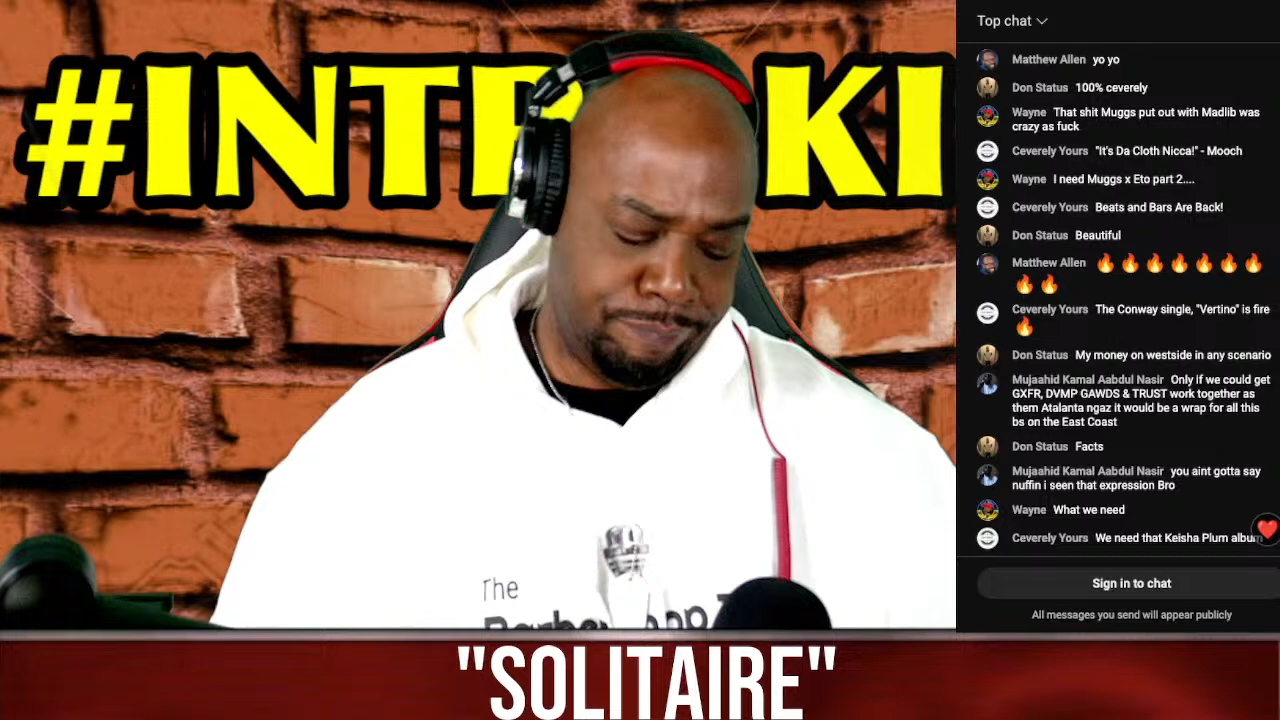 #INTR KI
The
"SOLITAIRE"
Top chat
Matthew Allen yo yo
Don Status 100% ceverely
Wayne That shit Muggs put out with Madlib was
crazy as fuck
Ceverely Yours "It's Da Cloth Nicca!" - Mooch
Wayne I need Muggs x Eto part 2....
Ceverely Yours Beats and Bars Are Back!
Don Status Beautiful
Matthew Allen 🔥🔥🔥🔥🔥🔥🔥
🔥🔥
Ceverely Yours The Conway single, "Vertino" is fire
🔥
Don Status My money on westside in any scenario
Mujaahid Kamal Aabdul Nasir Only if we could get
GXFR, DVMP GAWDS & TRUST work together as
them Atalanta ngaz it would be a wrap for all this
bs on the East Coast
Don Status Facts
Mujaahid Kamal Aabdul Nasir you aint gotta say
nuffin i seen that expression Bro
Wayne What we need
Ceverely Yours We need that Keisha Plum album
Sign in to chat
All messages you send will appear publicly